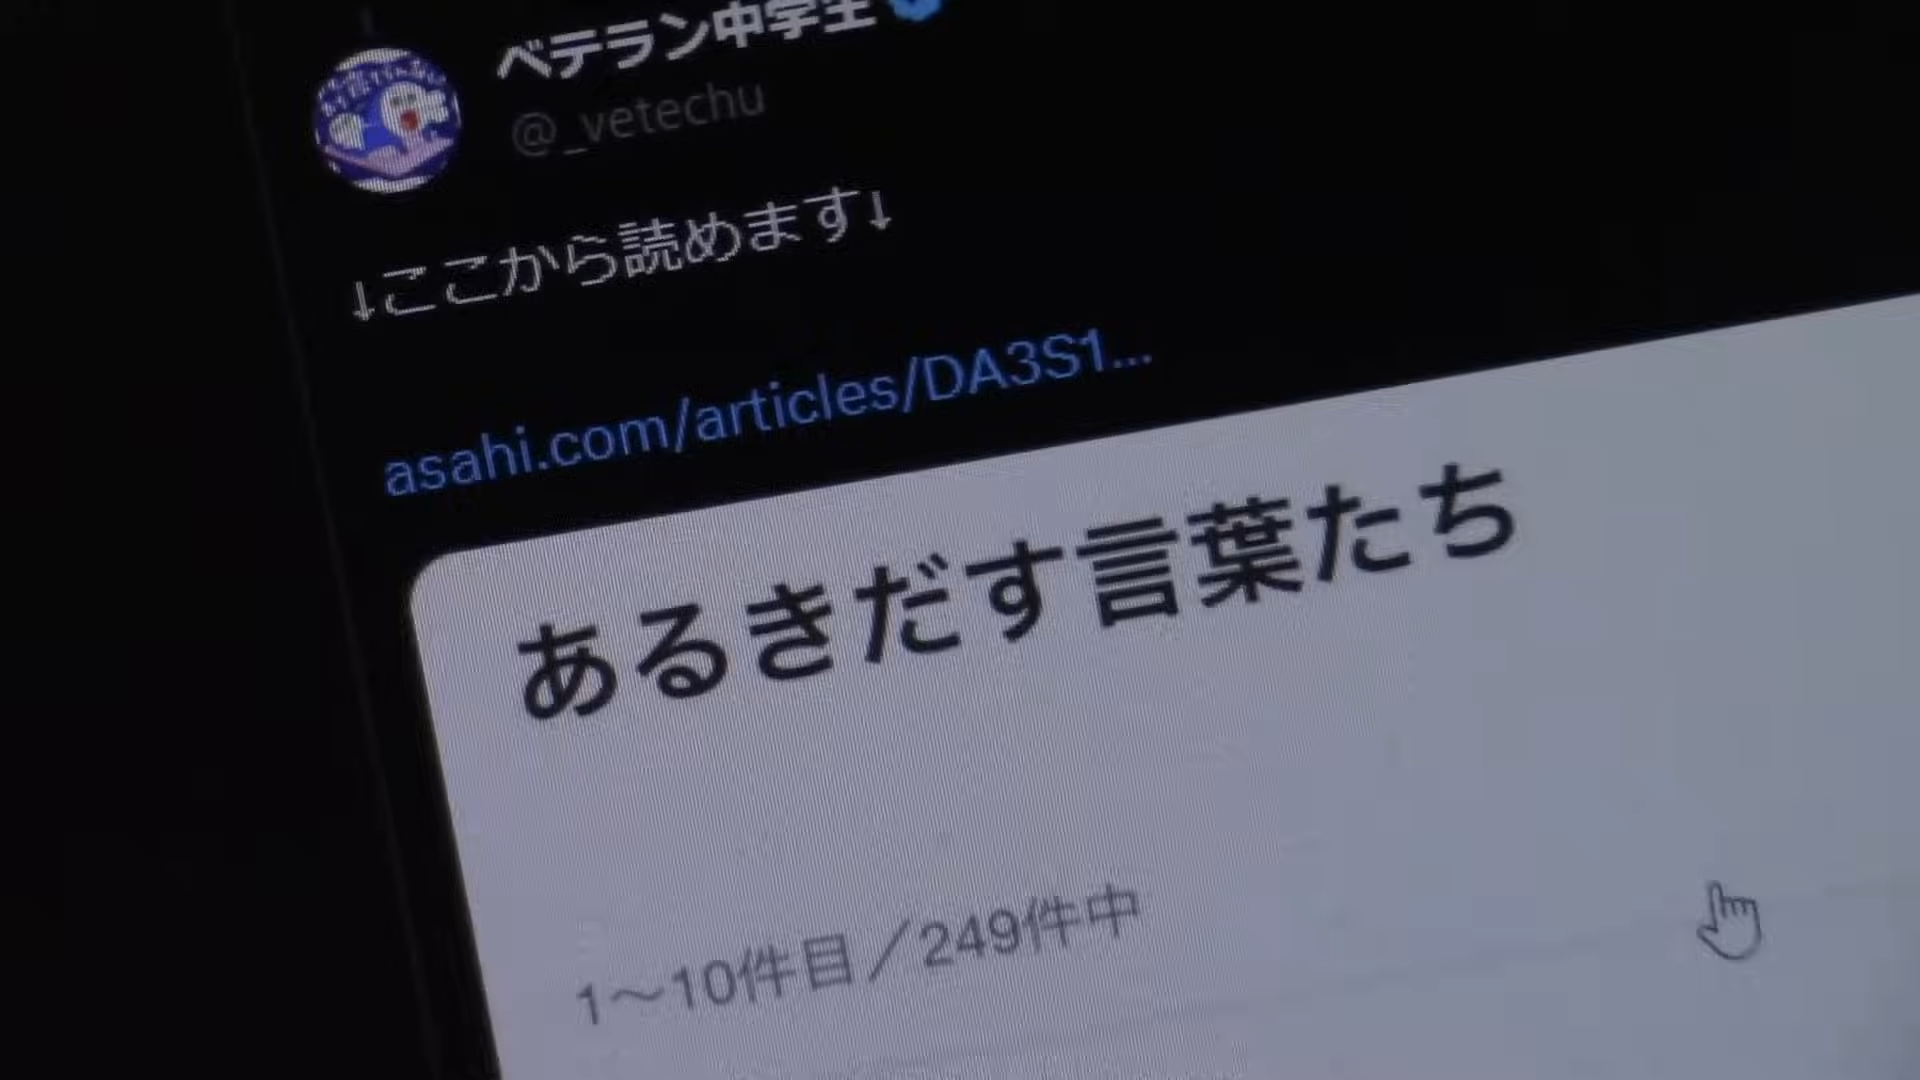 ベテラン中学生
@_vetechu
↓ここから読めます↓
asahi.com/articles/DA3S1...
あるきだす言葉たち
1〜10件目／249件中